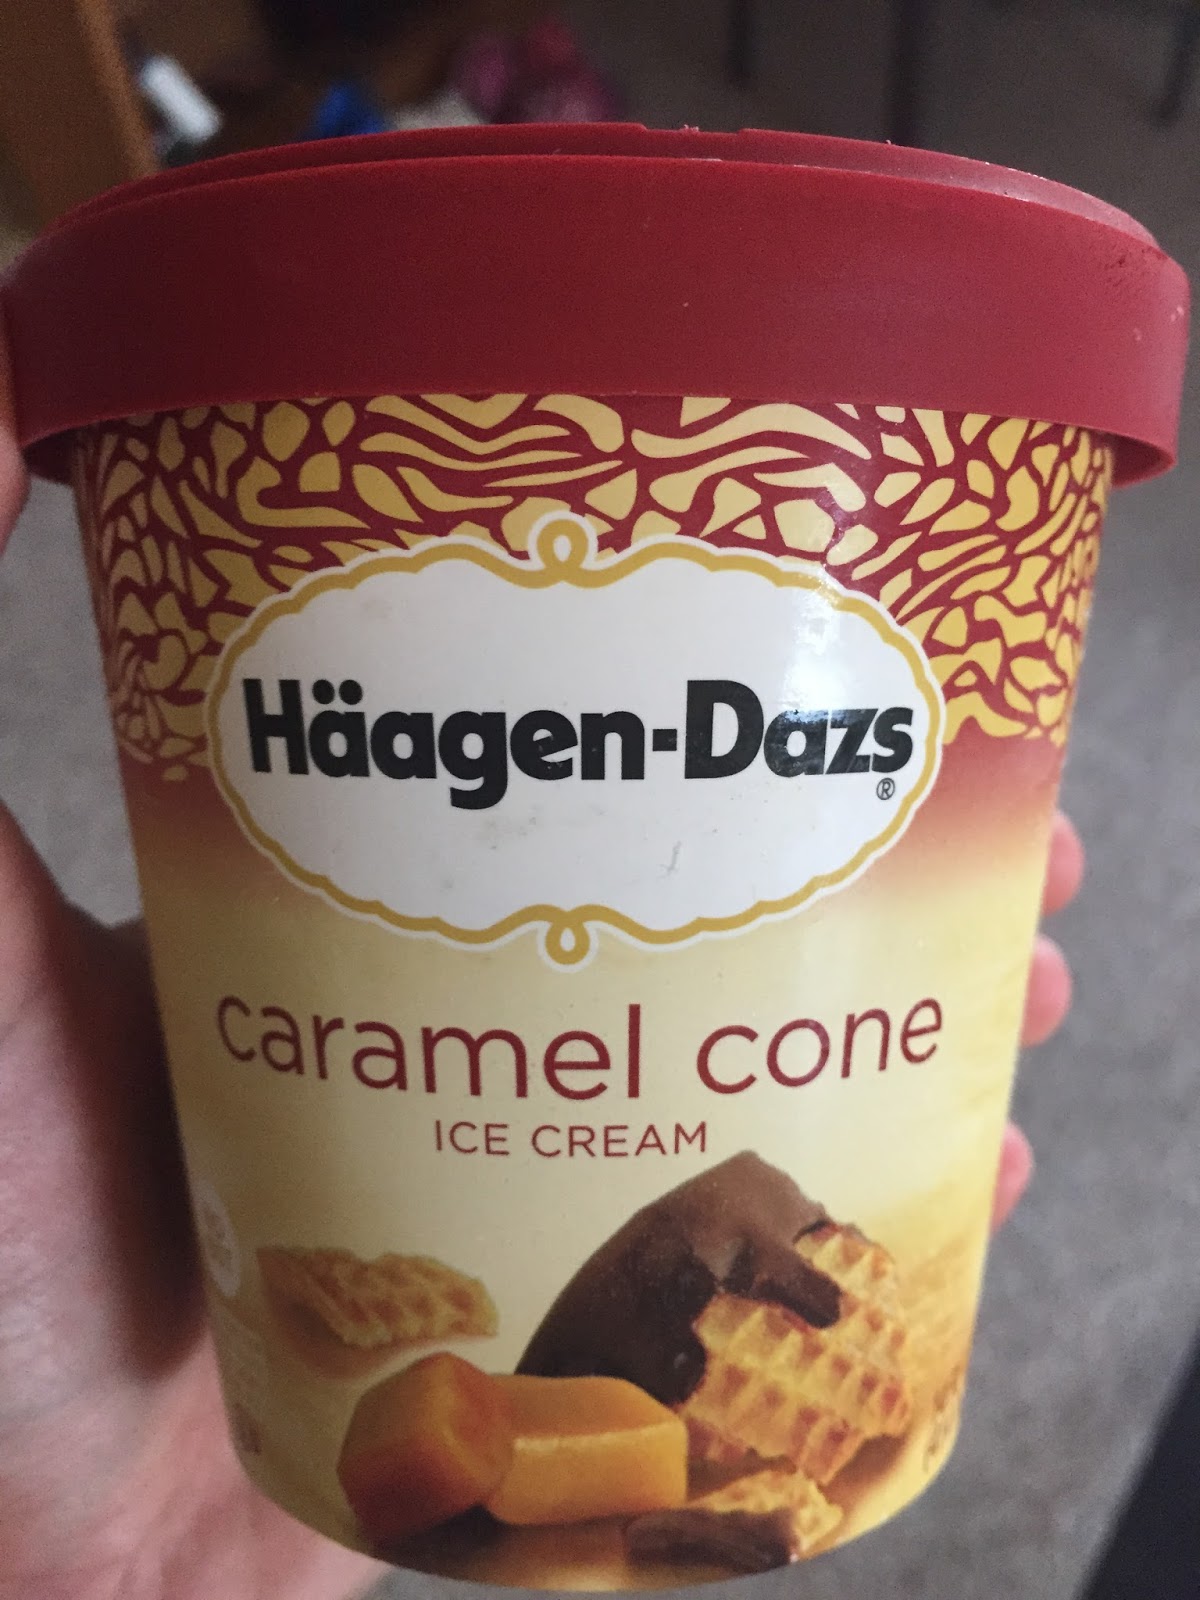 Häagen-Dazs
®
caramel cone
ICE CREAM